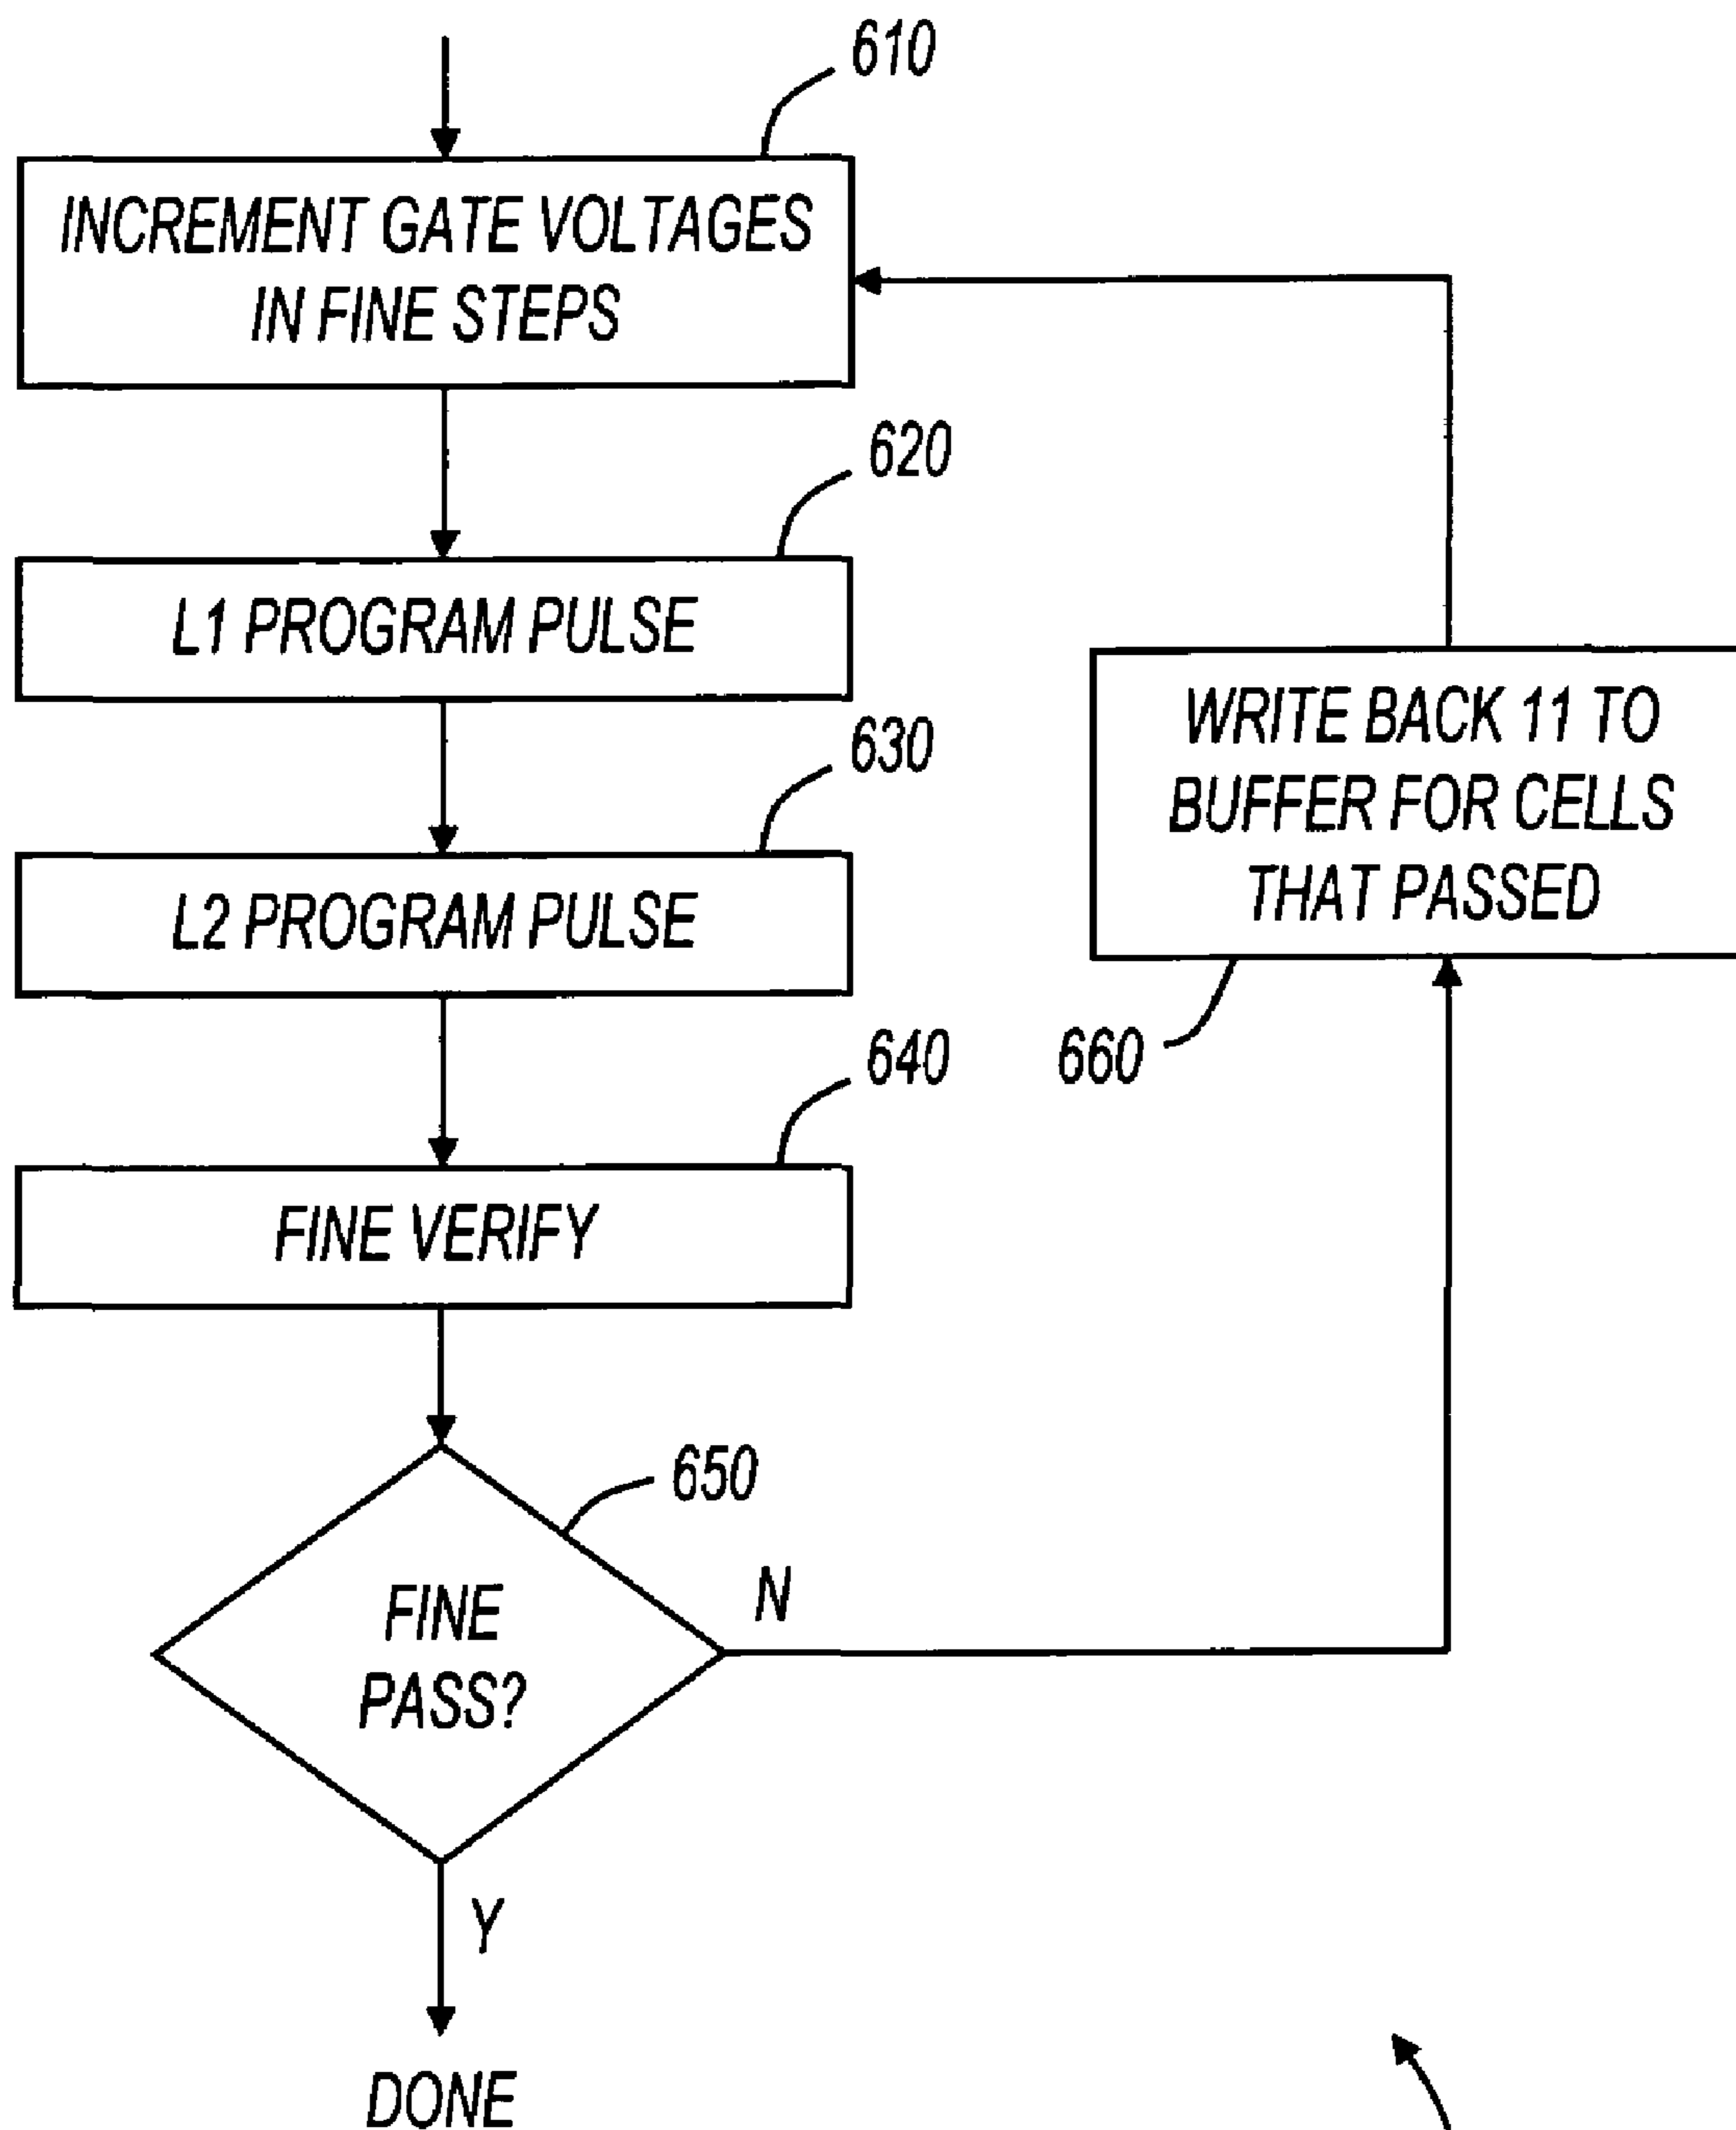 610
INCREMENT GATE VOLTAGES
IN FINE STEPS
620
L1 PROGRAM PULSE
630
L2 PROGRAM PULSE
WRITE BACK 11 TO
BUFFER FOR CELLS
THAT PASSED
640
660
FINE VERIFY
650
FINE
PASS?
N
Y
DONE